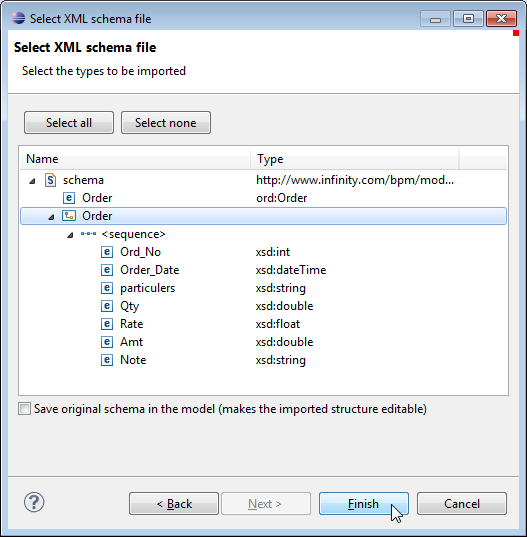 Select XML schema file
Select XML schema file
Select the types to be imported
Select all Select none
Name Type
schema http://www.infinity.com/bpm/mod...
Order ord:Order
Order
<sequence>
Ord_No xsd:int
Order_Date xsd:dateTime
particulers xsd:string
Qty xsd:double
Rate xsd:float
Amt xsd:double
Note xsd:string
Save original schema in the model (makes the imported structure editable)
< Back Next > Finish Cancel